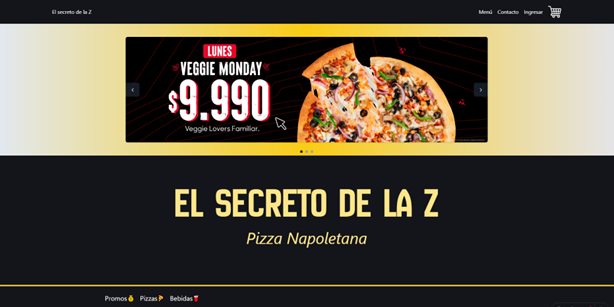 El secreto de la Z
Menú Contacto Ingresar
LUNES
VEGGIE MONDAY
$9.990
Veggie Lovers Familiar.
EL SECRETO DE LA Z
Pizza Napoletana
Promos Pizzas Bebidas